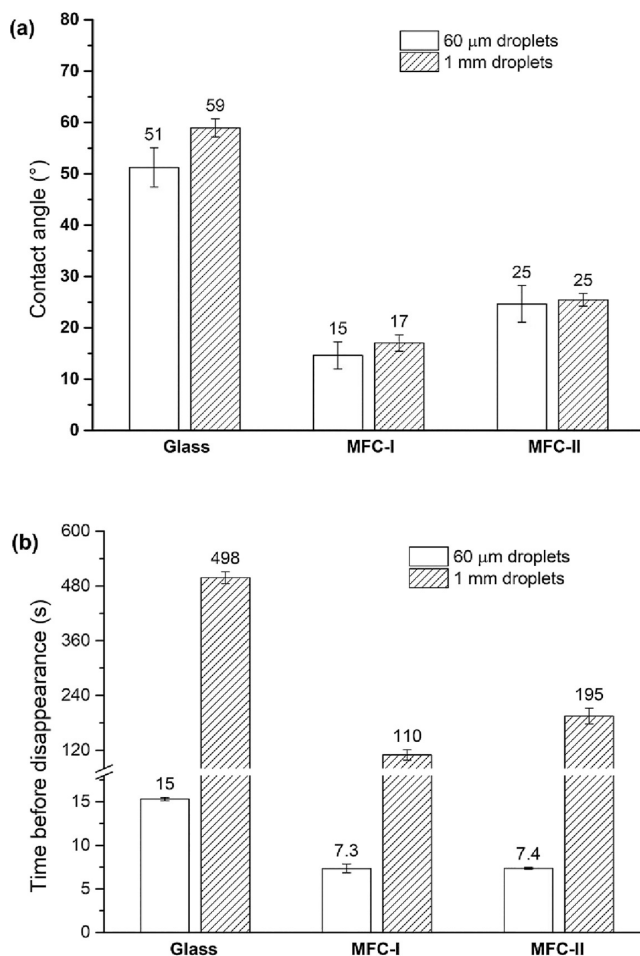 (a)
80
70
60
50
40
30
20
10
0
Contact angle (°)
60 μm droplets
1 mm droplets
51
59
15
17
25
25
Glass
MFC-I
MFC-II
(b)
600
480
360
240
120
15
10
5
0
Time before disappearance (s)
60 μm droplets
1 mm droplets
15
498
7.3
110
7.4
195
Glass
MFC-I
MFC-II